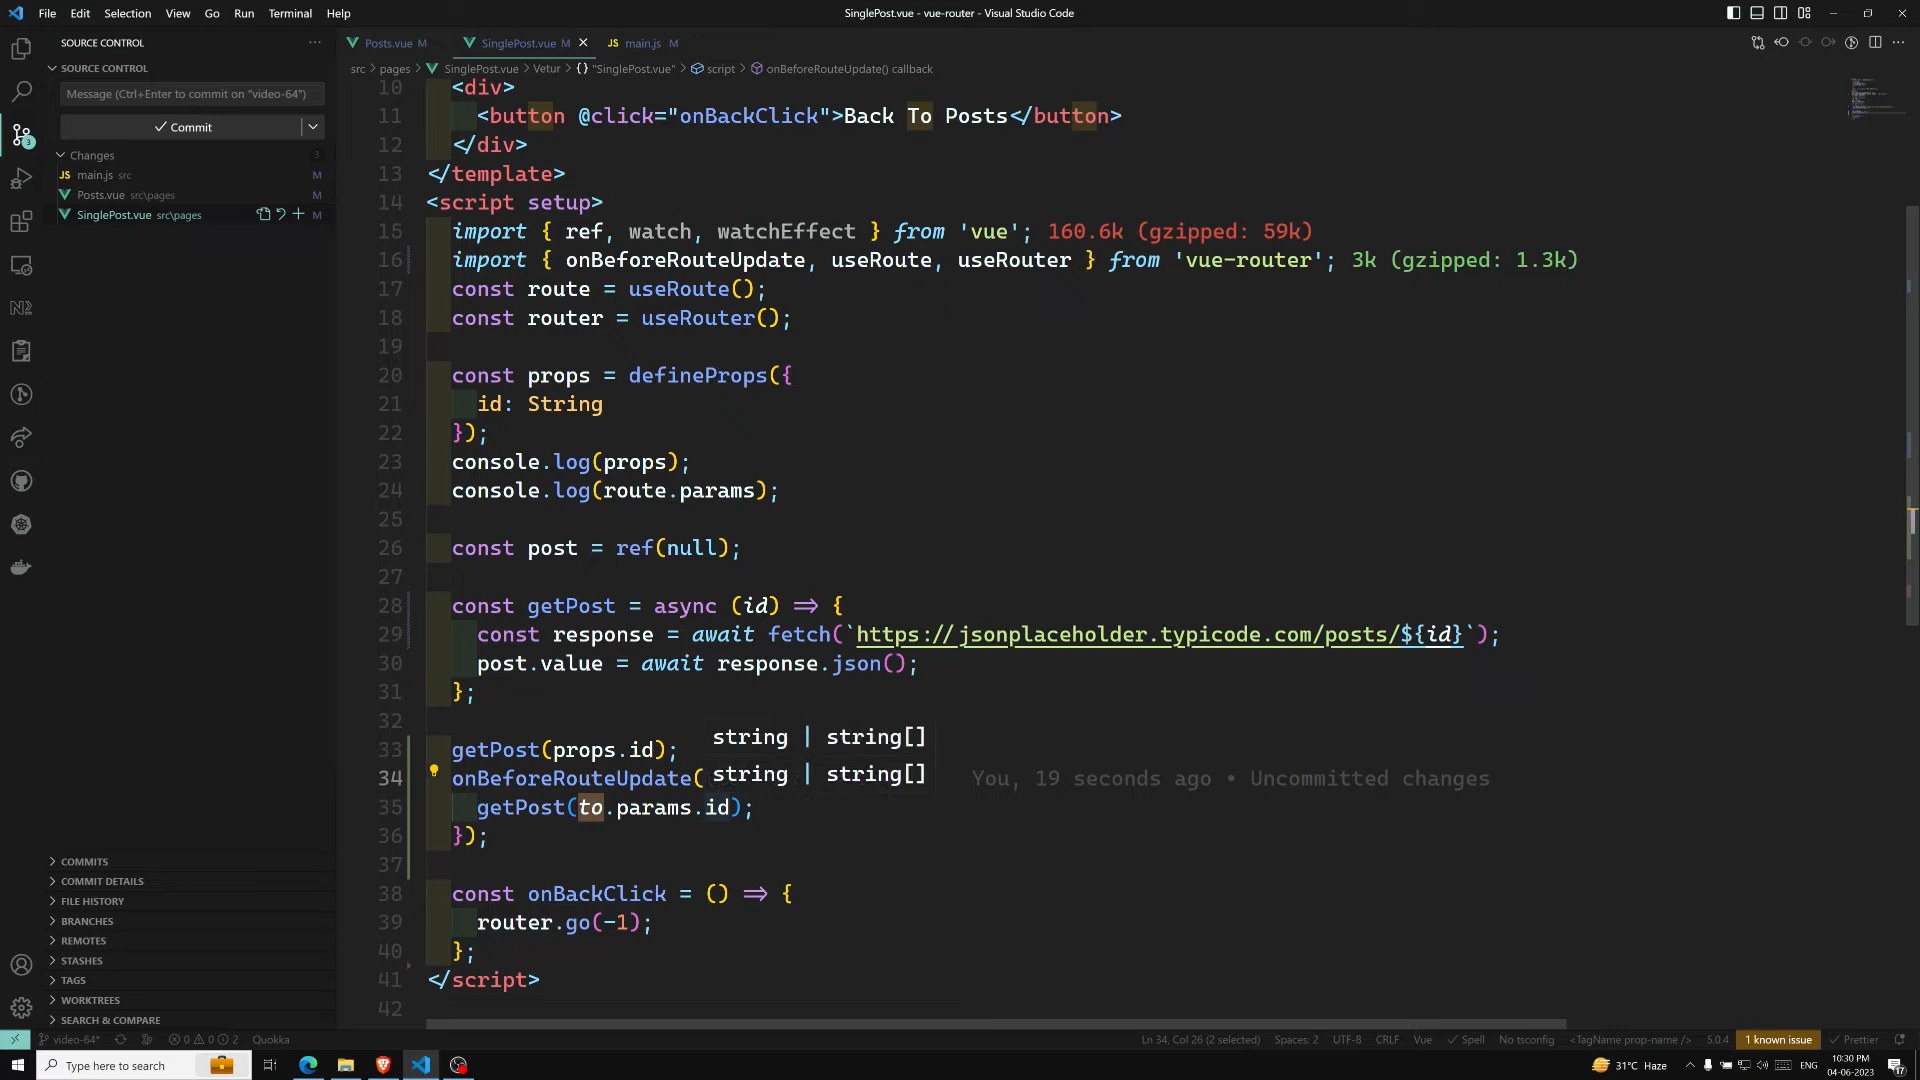 File Edit Selection View Go Run Terminal Help
SinglePost.vue - vue-router - Visual Studio Code
SOURCE CONTROL
Posts.vue M
SinglePost.vue M
JS main.js M
SOURCE CONTROL
src > pages > SinglePost.vue > Vetur > {} "SinglePost.vue" > script > onBeforeRouteUpdate() callback
Message (Ctrl+Enter to commit on "video-64")
Commit
Changes 3
JS main.js src M
Posts.vue src\pages M
SinglePost.vue src\pages M
3
10 <div>
11 <button @click="onBackClick">Back To Posts</button>
12 </div>
13 </template>
14 <script setup>
15 import { ref, watch, watchEffect } from 'vue'; 160.6k (gzipped: 59k)
16 import { onBeforeRouteUpdate, useRoute, useRouter } from 'vue-router'; 3k (gzipped: 1.3k)
17 const route = useRoute();
18 const router = useRouter();
19
20 const props = defineProps({
21 id: String
22 });
23 console.log(props);
24 console.log(route.params);
25
26 const post = ref(null);
27
28 const getPost = async (id) => {
29 const response = await fetch(`https://jsonplaceholder.typicode.com/posts/${id}`);
30 post.value = await response.json();
31 };
32
string | string[]
33 getPost(props.id);
34 onBeforeRouteUpdate( string | string[] You, 19 seconds ago • Uncommitted changes
35 getPost(to.params.id);
36 });
37
38 const onBackClick = () => {
39 router.go(-1);
40 };
41 </script>
42
COMMITS
COMMIT DETAILS
FILE HISTORY
BRANCHES
REMOTES
STASHES
TAGS
WORKTREES
SEARCH & COMPARE
video-64* 0 0 2 Quokka
Ln 34, Col 26 (2 selected) Spaces: 2 UTF-8 CRLF Vue Spell No tsconfig <TagName prop-name /> 5.0.4 1 known issue Prettier
Type here to search
31°C Haze
ENG
10:30 PM
04-06-2023
17